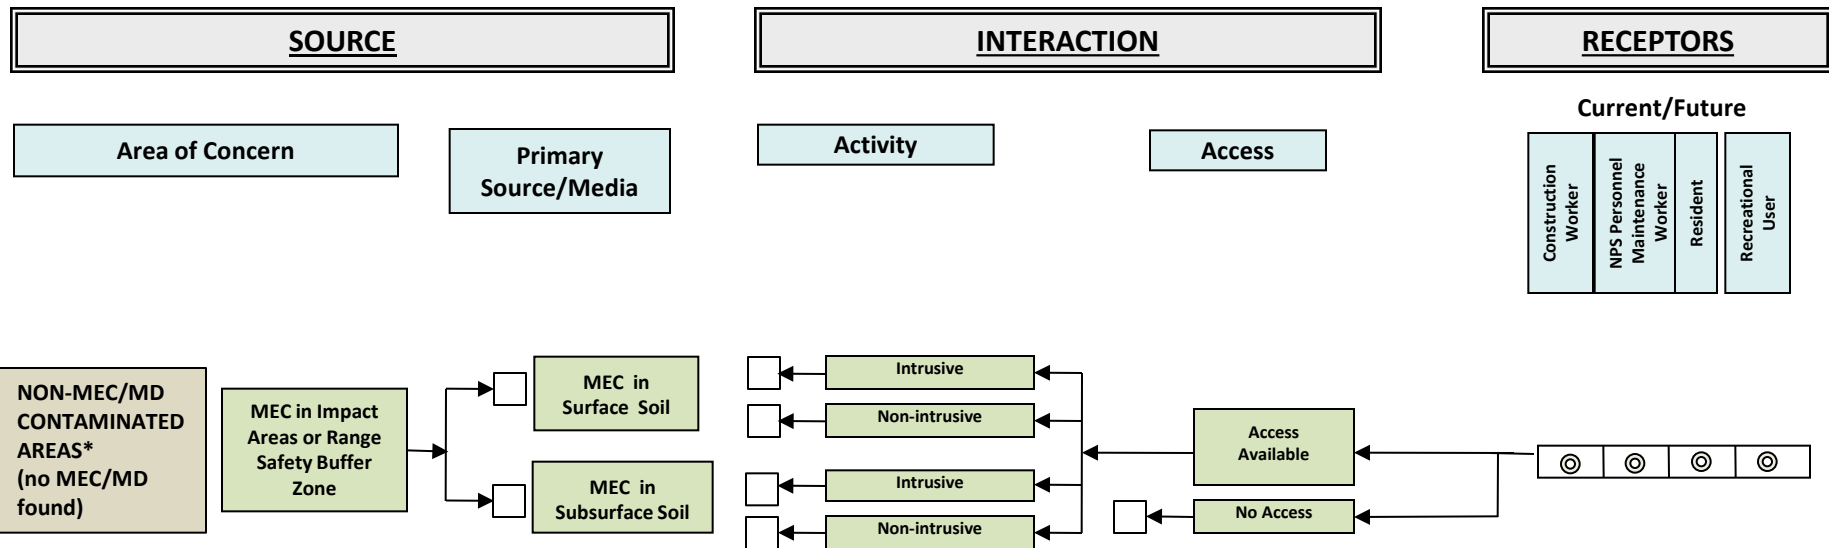 SOURCE
INTERACTION
RECEPTORS
Current/Future
Area of Concern
Primary
Source/Media
Activity
Access
Construction
Worker
NPS Personnel
Maintenance
Worker
Resident
Recreational
User
NON-MEC/MD
CONTAMINATED
AREAS*
(no MEC/MD
found)
MEC in Impact
Areas or Range
Safety Buffer
Zone
MEC in
Surface Soil
MEC in
Subsurface Soil
Intrusive
Non-intrusive
Intrusive
Non-intrusive
Access
Available
No Access